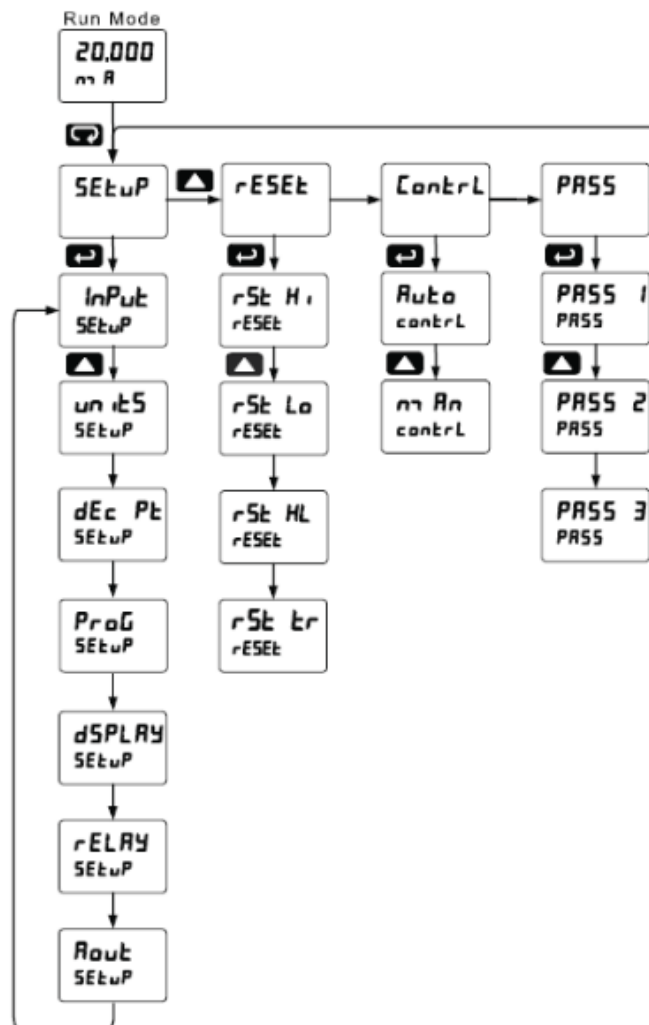 Run Mode
20.000
mA
SEtuP
rESEt
ContrL
PASS
InPut
SEtuP
rSt Hi
rESEt
Auto
contrL
PASS 1
PASS
unitS
SEtuP
rSt Lo
rESEt
mAn
contrL
PASS 2
PASS
dEc Pt
SEtuP
rSt HL
rESEt
PASS 3
PASS
ProG
SEtuP
rSt tr
rESEt
dSPLAY
SEtuP
rELAY
SEtuP
Aout
SEtuP